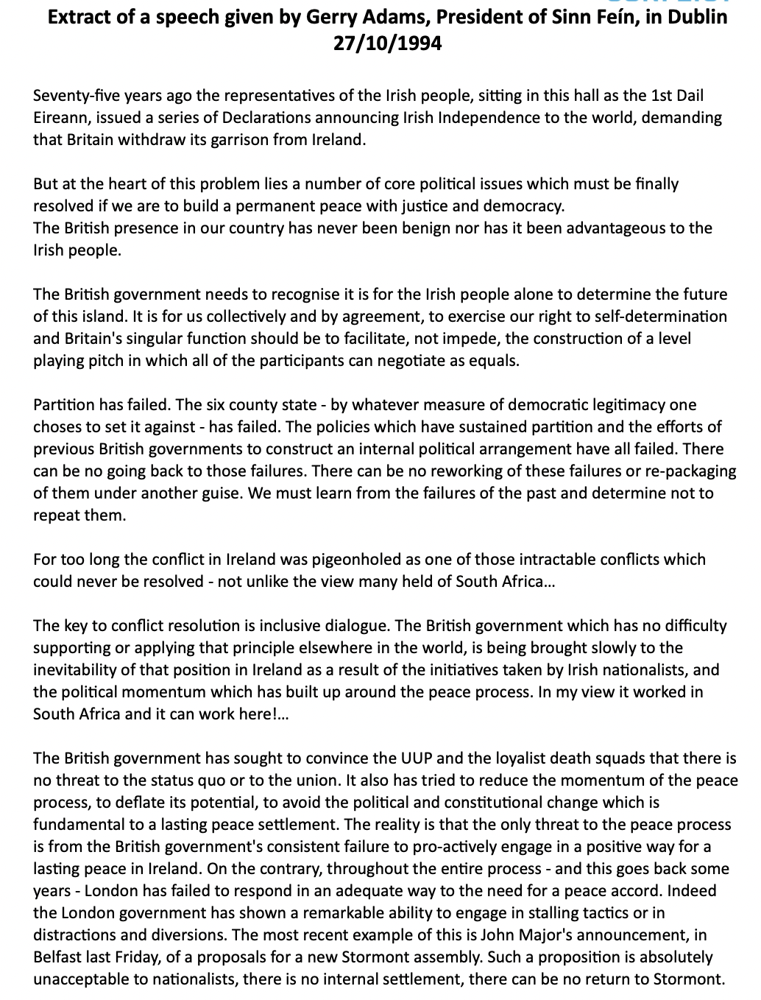 Extract of a speech given by Gerry Adams, President of Sinn Feín, in Dublin
27/10/1994
Seventy-five years ago the representatives of the Irish people, sitting in this hall as the 1st Dail
Eireann, issued a series of Declarations announcing Irish Independence to the world, demanding
that Britain withdraw its garrison from Ireland.
But at the heart of this problem lies a number of core political issues which must be finally
resolved if we are to build a permanent peace with justice and democracy.
The British presence in our country has never been benign nor has it been advantageous to the
Irish people.
The British government needs to recognise it is for the Irish people alone to determine the future
of this island. It is for us collectively and by agreement, to exercise our right to self-determination
and Britain's singular function should be to facilitate, not impede, the construction of a level
playing pitch in which all of the participants can negotiate as equals.
Partition has failed. The six county state - by whatever measure of democratic legitimacy one
choses to set it against - has failed. The policies which have sustained partition and the efforts of
previous British governments to construct an internal political arrangement have all failed. There
can be no going back to those failures. There can be no reworking of these failures or re-packaging
of them under another guise. We must learn from the failures of the past and determine not to
repeat them.
For too long the conflict in Ireland was pigeonholed as one of those intractable conflicts which
could never be resolved - not unlike the view many held of South Africa...
The key to conflict resolution is inclusive dialogue. The British government which has no difficulty
supporting or applying that principle elsewhere in the world, is being brought slowly to the
inevitability of that position in Ireland as a result of the initiatives taken by Irish nationalists, and
the political momentum which has built up around the peace process. In my view it worked in
South Africa and it can work here!...
The British government has sought to convince the UUP and the loyalist death squads that there is
no threat to the status quo or to the union. It also has tried to reduce the momentum of the peace
process, to deflate its potential, to avoid the political and constitutional change which is
fundamental to a lasting peace settlement. The reality is that the only threat to the peace process
is from the British government's consistent failure to pro-actively engage in a positive way for a
lasting peace in Ireland. On the contrary, throughout the entire process - and this goes back some
years - London has failed to respond in an adequate way to the need for a peace accord. Indeed
the London government has shown a remarkable ability to engage in stalling tactics or in
distractions and diversions. The most recent example of this is John Major's announcement, in
Belfast last Friday, of a proposals for a new Stormont assembly. Such a proposition is absolutely
unacceptable to nationalists, there is no internal settlement, there can be no return to Stormont.